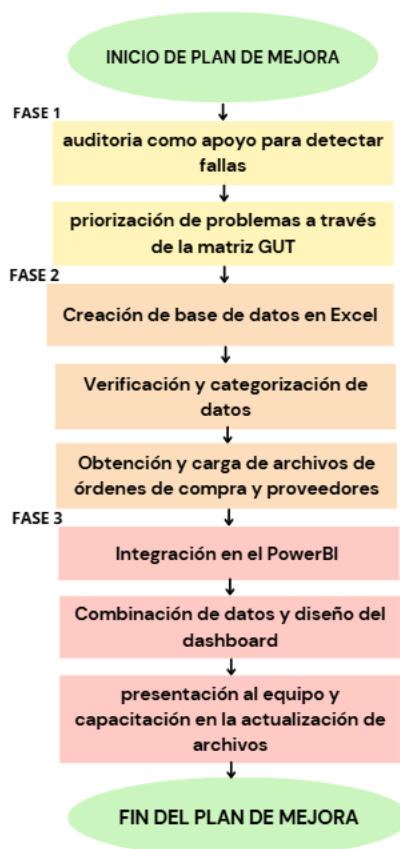 INICIO DE PLAN DE MEJORA
FASE 1
auditoria como apoyo para detectar
fallas
priorización de problemas a través
de la matriz GUT
FASE 2
Creación de base de datos en Excel
Verificación y categorización de
datos
Obtención y carga de archivos de
órdenes de compra y proveedores
FASE 3
Integración en el PowerBI
Combinación de datos y diseño del
dashboard
presentación al equipo y
capacitación en la actualización de
archivos
FIN DEL PLAN DE MEJORA